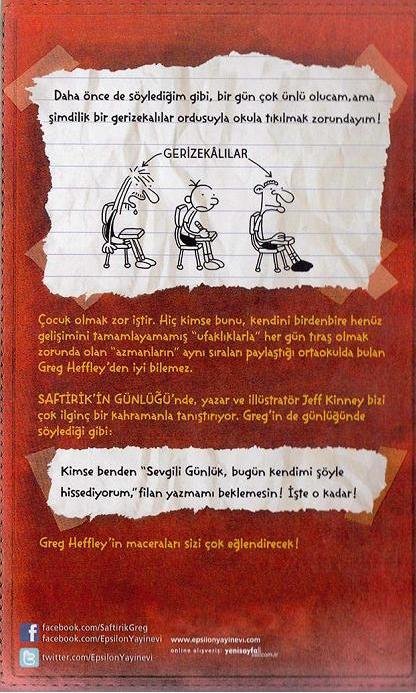 Daha önce de söylediğim gibi, bir gün çok ünlü olucam,ama
şimdilik bir gerizekalılar ordusuyla okula tıkılmak zorundayım!
GERİZEKÂLILAR
Çocuk olmak zor iştir. Hiç kimse bunu, kendini birdenbire henüz
gelişimini tamamlayamamış "ufaklıklarla" her gün tıraş olmak
zorunda olan "azmanların" aynı sıraları paylaştığı ortaokulda bulan
Greg Heffley'den iyi bilemez.
SAFTİRİK'İN GÜNLÜĞÜ'nde, yazar ve illüstratör Jeff Kinney bizi
çok ilginç bir kahramanla tanıştırıyor. Greg'in de günlüğünde
söylediği gibi:
Kimse benden "Sevgili Günlük, bugün kendimi şöyle
hissediyorum,"filan yazmamı beklemesin! İşte o kadar!
Greg Heffley'in maceraları sizi çok eğlendirecek!
facebook.com/SaftirikGreg
facebook.com/EpsilonYayinevi www.epsilonyayinevi.com
online alışveriş: yenisayfa
twitter.com/EpsilonYayinevi